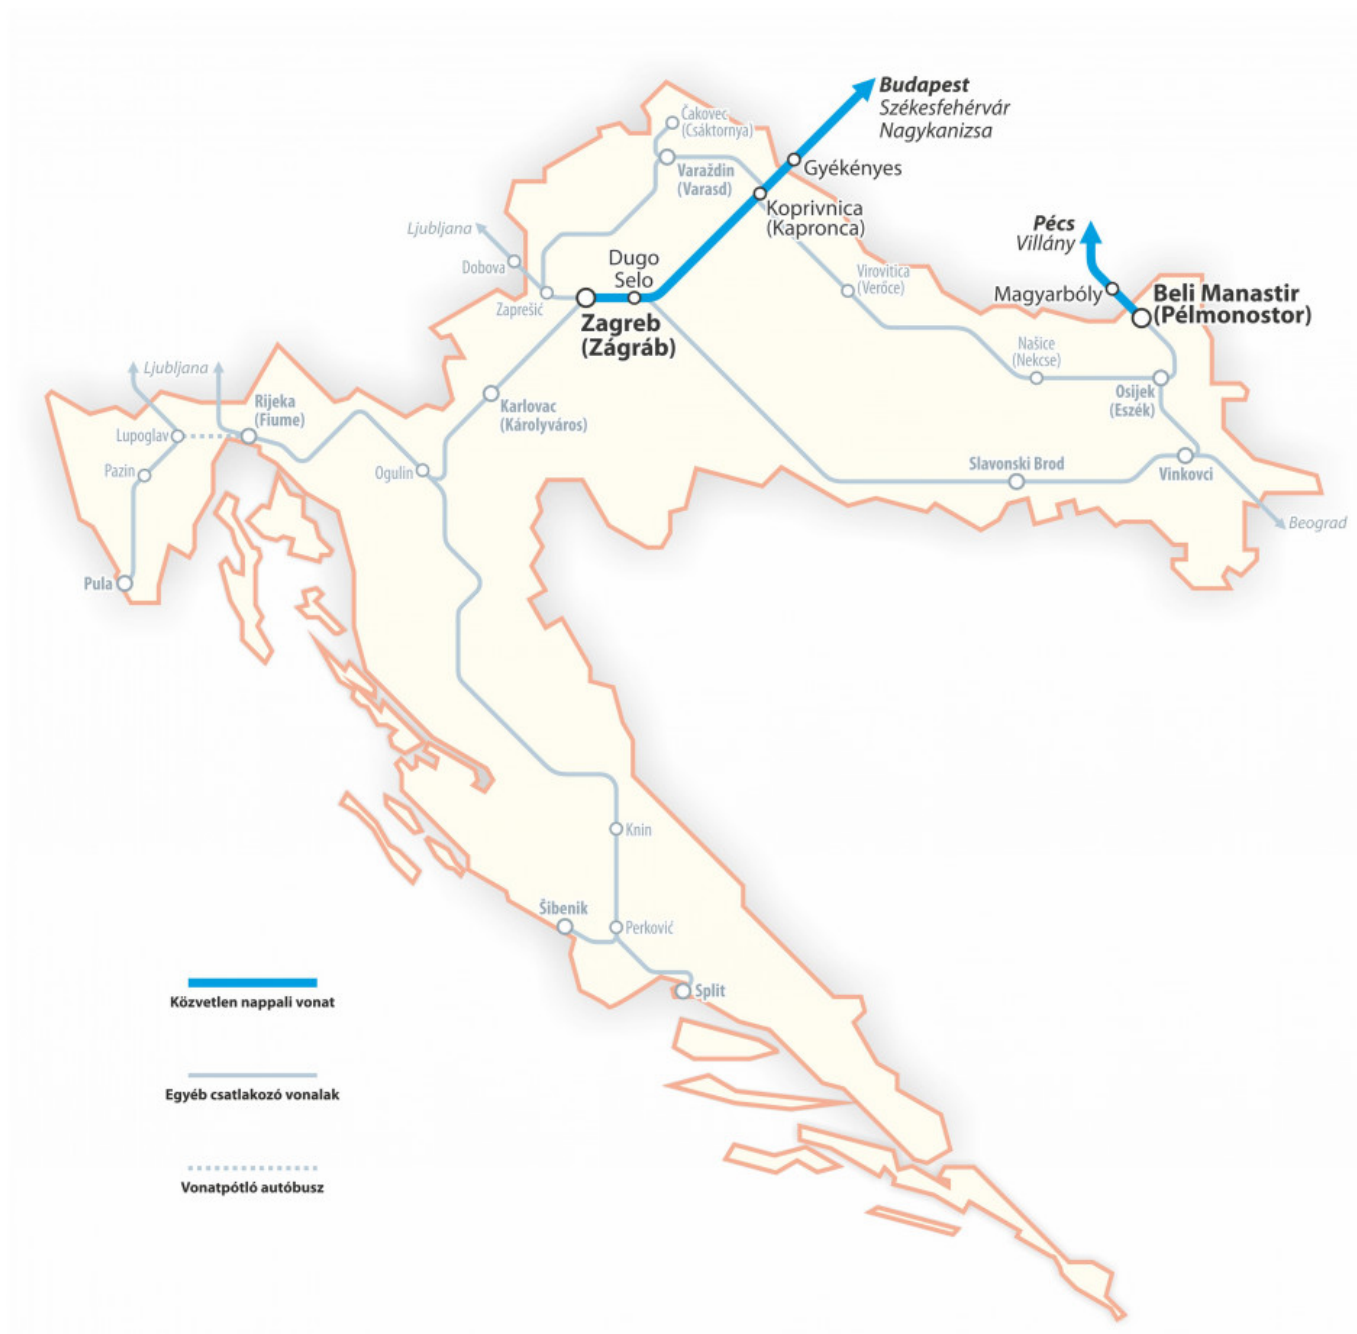 Budapest
Székesfehérvár
Nagykanizsa
Čakovec
(Csáktornya)
Gyékényes
Varaždin
(Varasd)
Koprivnica
(Kapronca)
Ljubljana
Pécs
Villány
Dobova
Dugo
Selo
Virovitica
(Verőce)
Magyarbóly
Beli Manastir
(Pélmonostor)
Zaprešić
Zagreb
(Zágráb)
Našice
(Nekcse)
Ljubljana
Osijek
(Eszék)
Rijeka
(Fiume)
Karlovac
(Károlyváros)
Lupoglav
Pazin
Ogulin
Slavonski Brod
Vinkovci
Beograd
Pula
Knin
Šibenik
Perković
Split
Közvetlen nappali vonat
Egyéb csatlakozó vonalak
Vonatpótló autóbusz